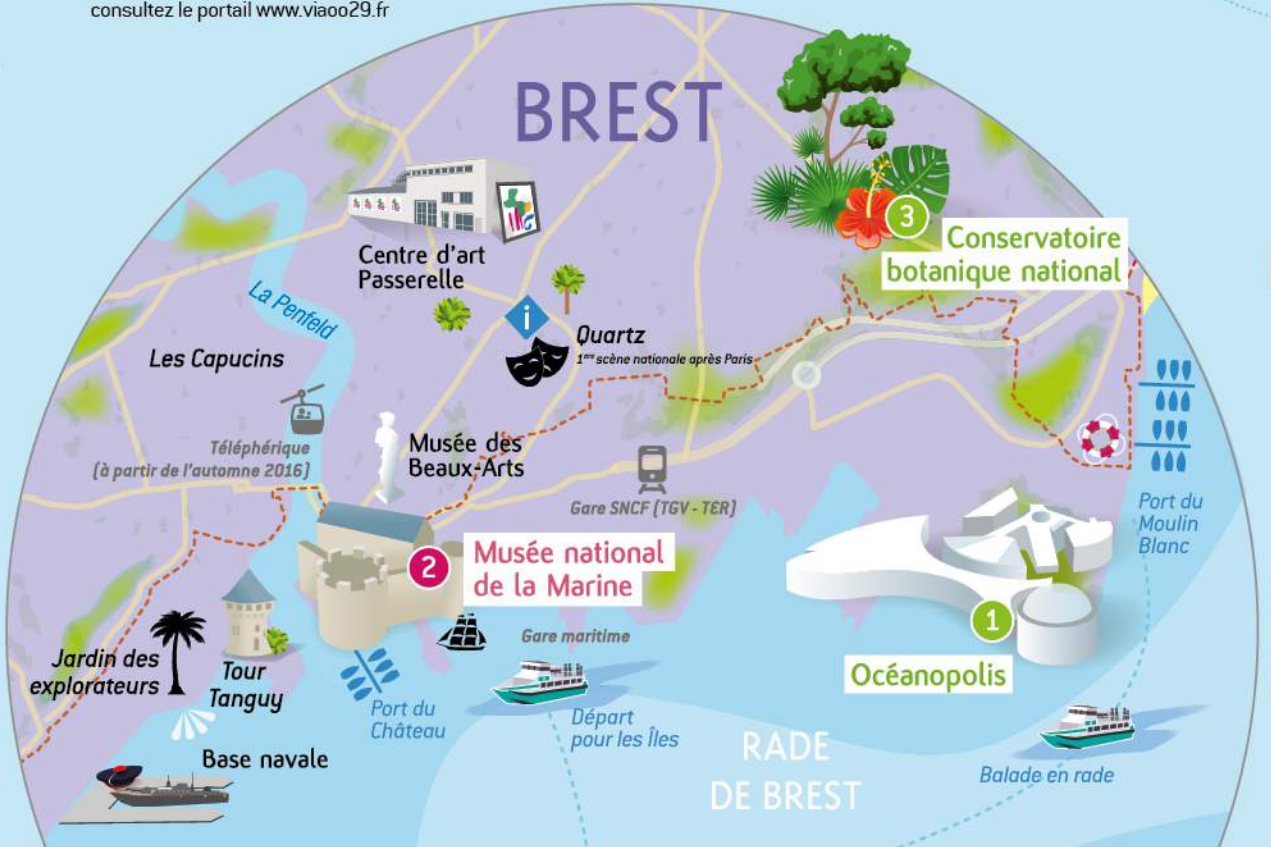 consultez le portail www.viaoo29.fr
BREST
3
Conservatoire
botanique national
Centre d'art
Passerelle
La Penfeld
i
Quartz
1ère scène nationale après Paris
Les Capucins
Téléphérique
(à partir de l'automne 2016)
Musée des
Beaux-Arts
Gare SNCF (TGV - TER)
Port du
Moulin
Blanc
2
Musée national
de la Marine
1
Océanopolis
Gare maritime
Jardin des
explorateurs
Tour
Tanguy
Port du
Château
Départ
pour les Îles
Base navale
RADE
DE BREST
Balade en rade